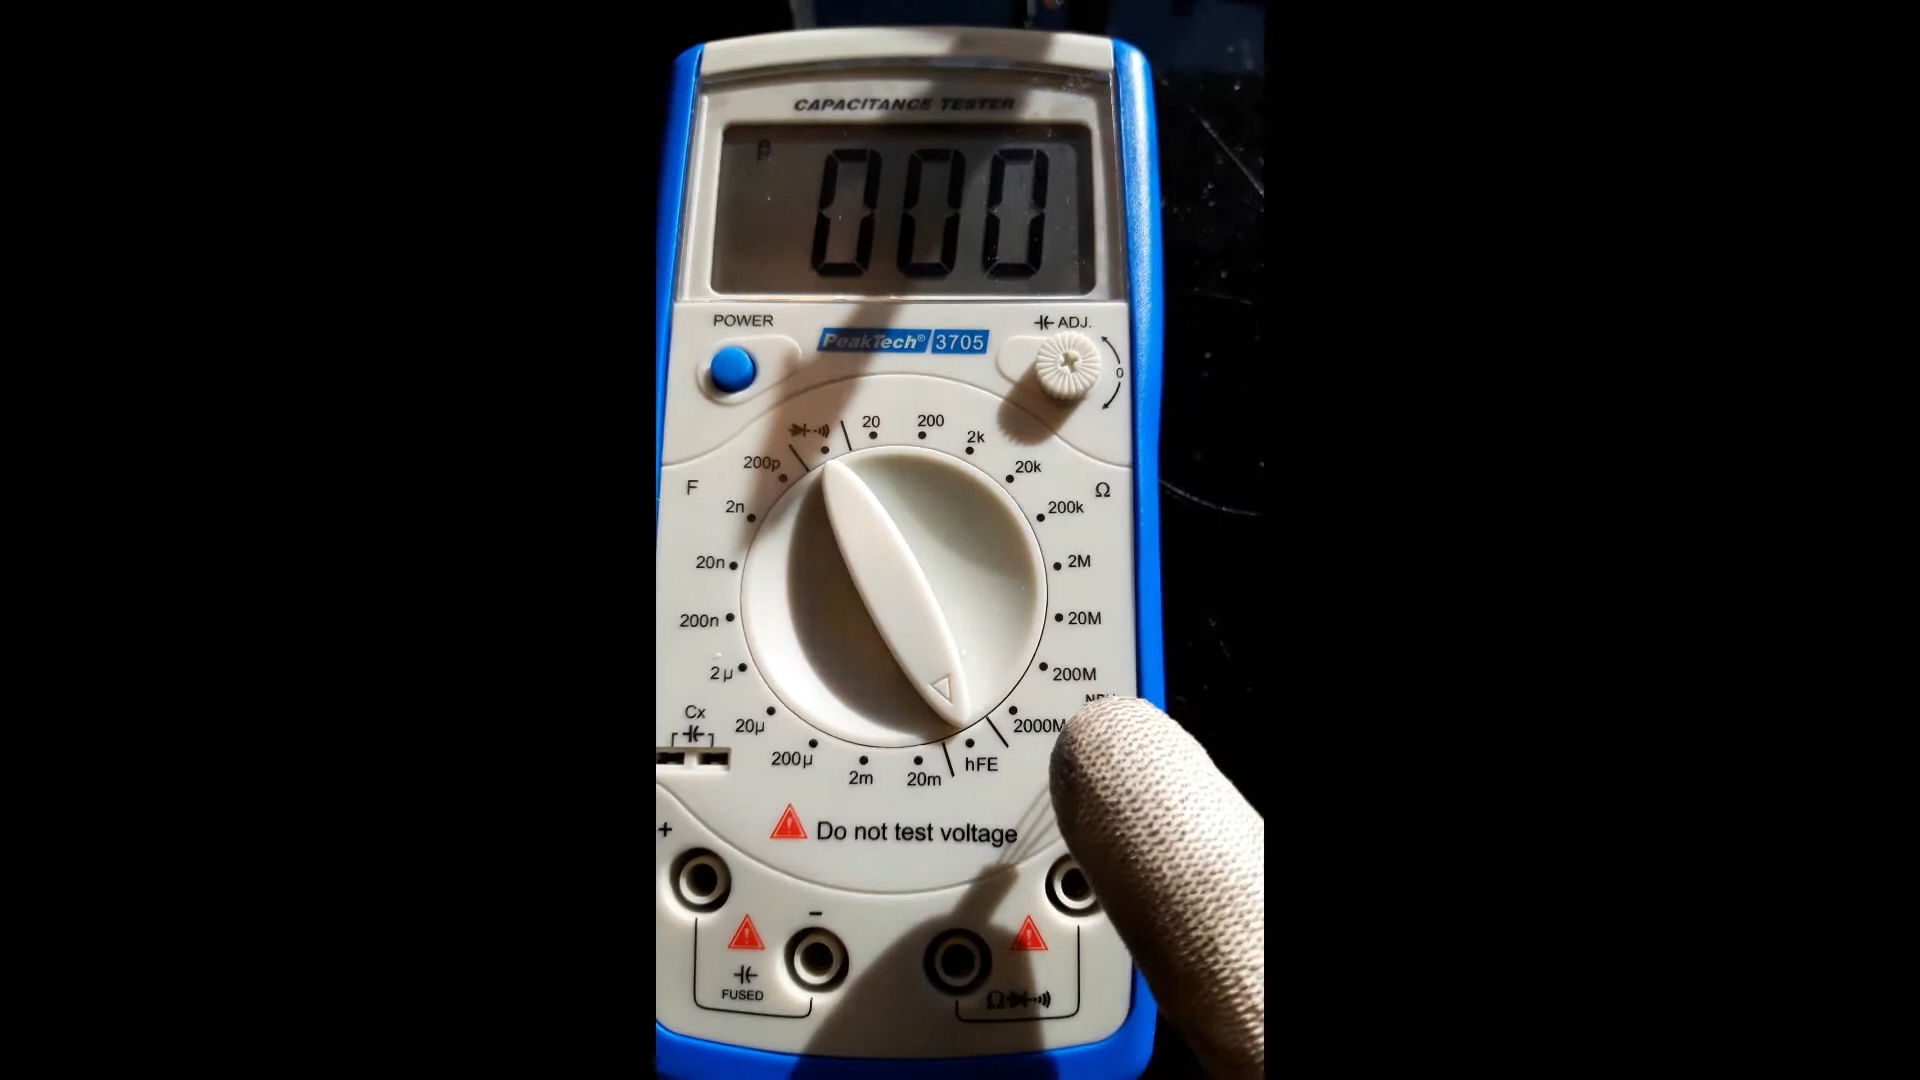 CAPACITANCE TESTER
β
000
POWER
PeakTech® 3705
ADJ.
0
20
200
2k
20k
200k
2M
20M
200M
2000M
Ω
200p
F
2n
20n
200n
2µ
20µ
200µ
2m
20m
hFE
Cx
Do not test voltage
+
-
FUSED
Ω